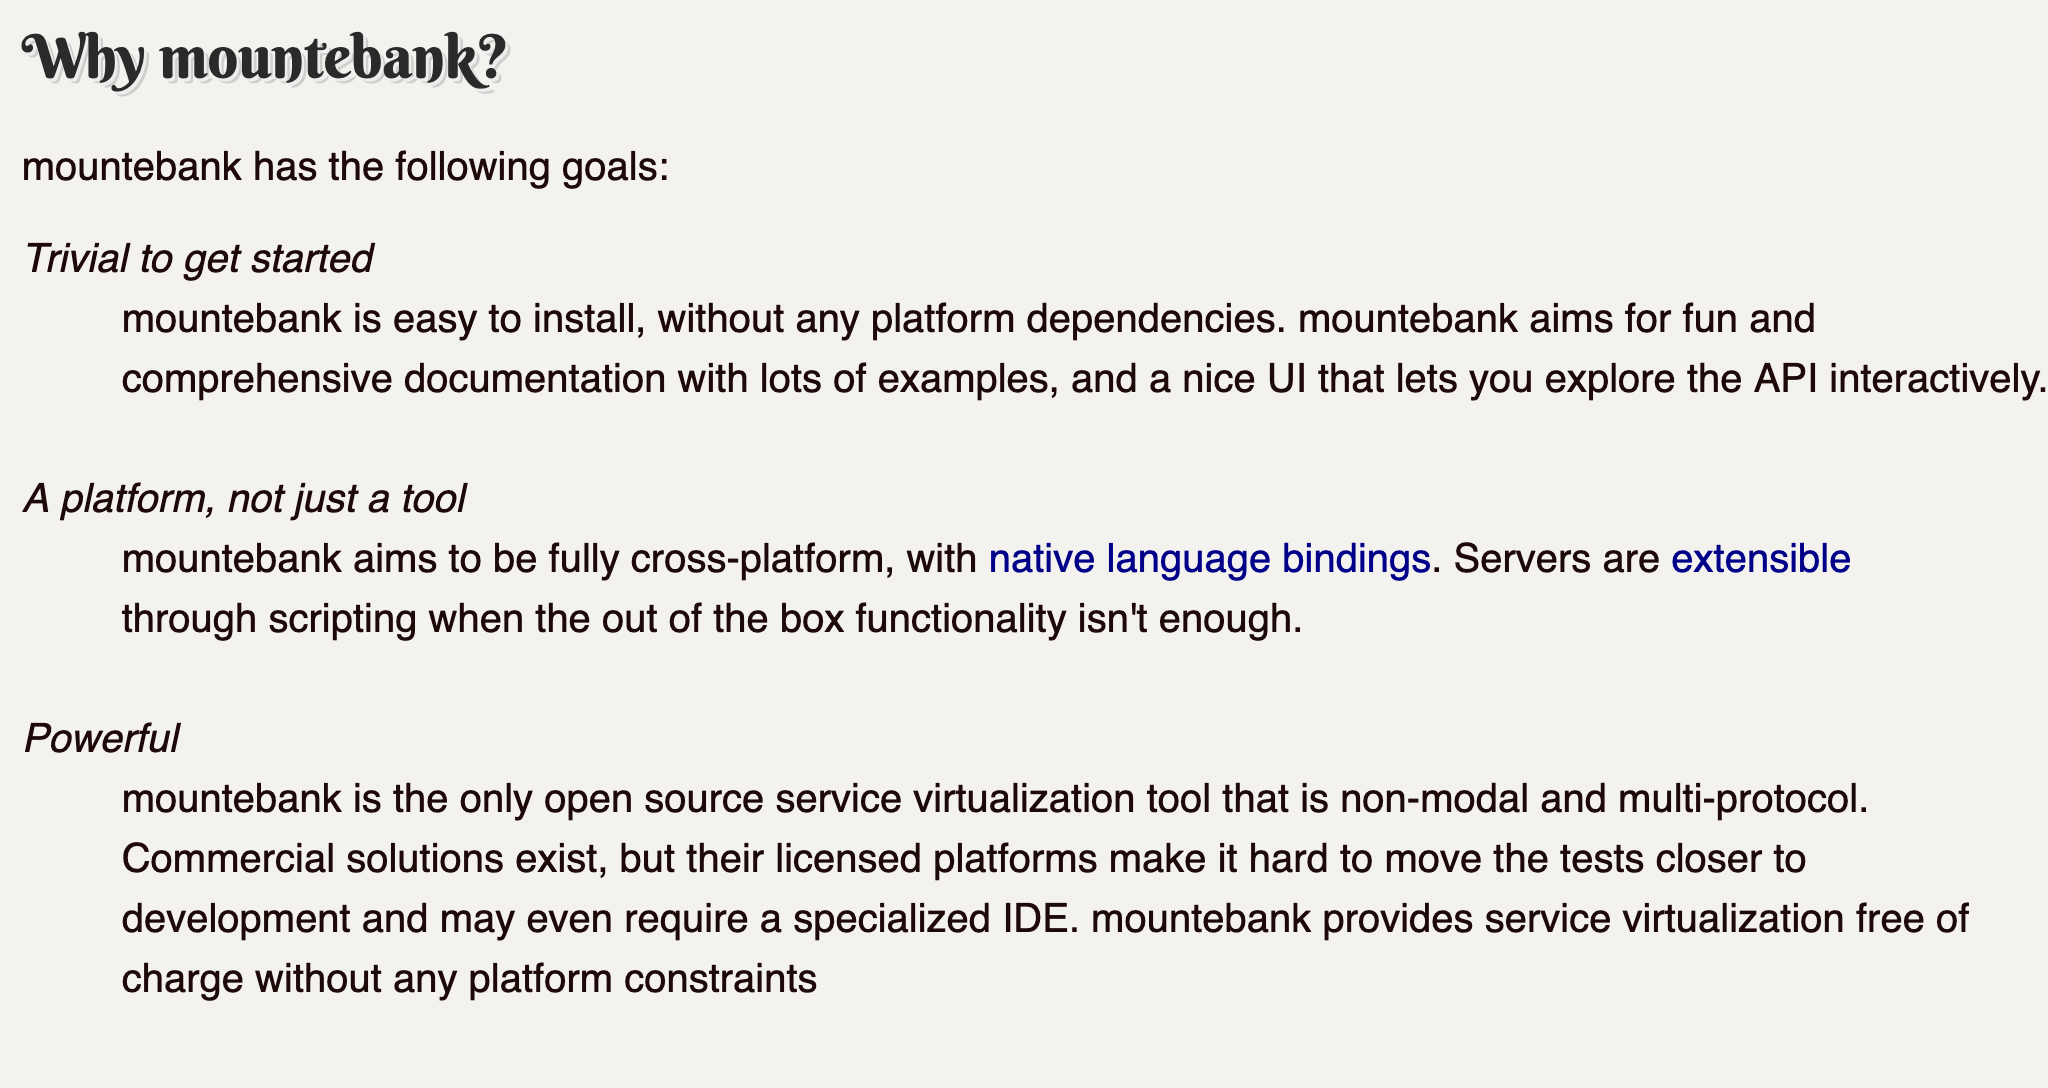 Why mountebank?
mountebank has the following goals:
Trivial to get started
mountebank is easy to install, without any platform dependencies. mountebank aims for fun and
comprehensive documentation with lots of examples, and a nice UI that lets you explore the API interactively.
A platform, not just a tool
mountebank aims to be fully cross-platform, with native language bindings. Servers are extensible
through scripting when the out of the box functionality isn't enough.
Powerful
mountebank is the only open source service virtualization tool that is non-modal and multi-protocol.
Commercial solutions exist, but their licensed platforms make it hard to move the tests closer to
development and may even require a specialized IDE. mountebank provides service virtualization free of
charge without any platform constraints